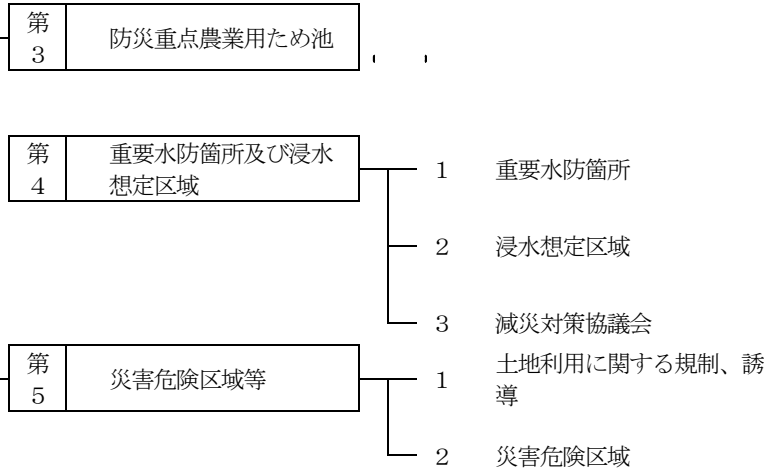 第
3
防災重点農業用ため池
第
4
重要水防箇所及び浸水
想定区域
1 重要水防箇所
2 浸水想定区域
3 減災対策協議会
第
5
災害危険区域等
1 土地利用に関する規制、誘
導
2 災害危険区域